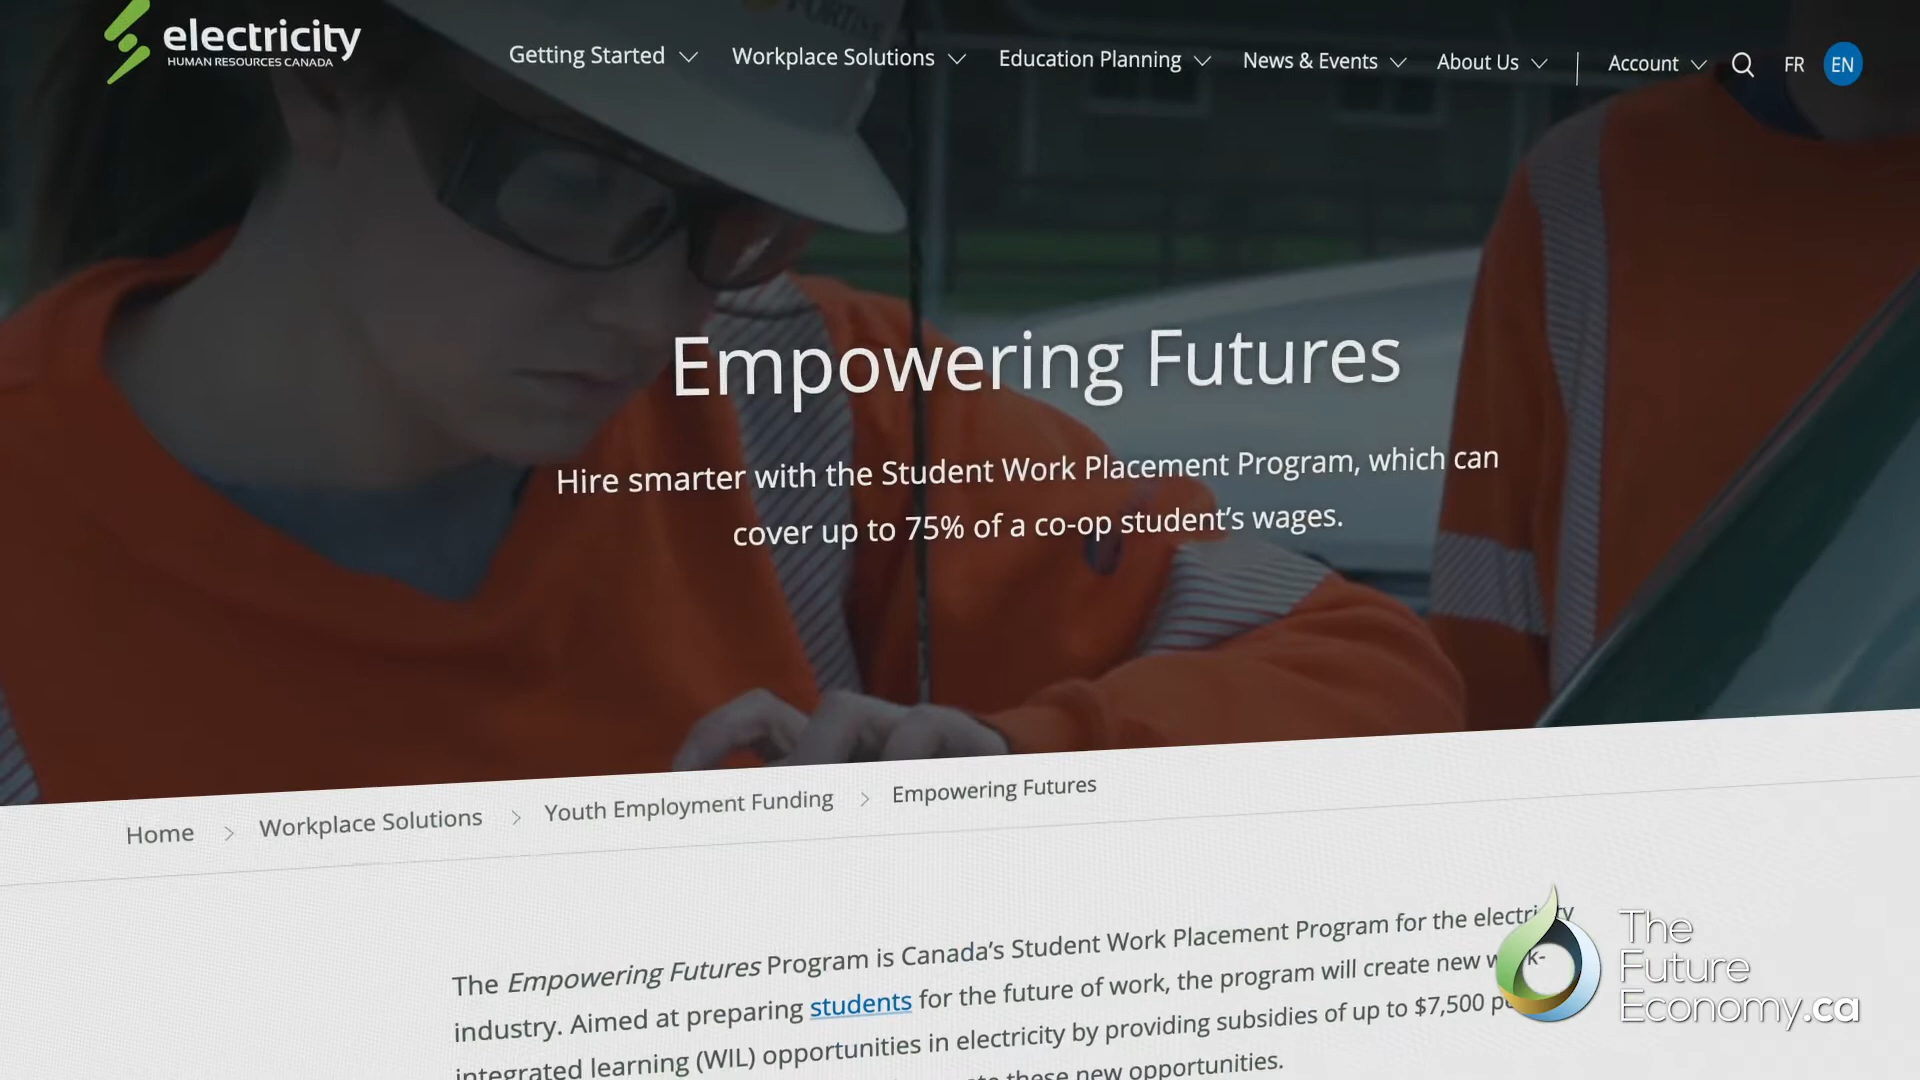 electricity
HUMAN RESOURCES CANADA
Getting Started Workplace Solutions Education Planning News & Events About Us Account FR EN
Empowering Futures
Hire smarter with the Student Work Placement Program, which can
cover up to 75% of a co-op student's wages.
Home > Workplace Solutions > Youth Employment Funding > Empowering Futures
The Empowering Futures Program is Canada's Student Work Placement Program for the electricity
industry. Aimed at preparing students for the future of work, the program will create new work-
integrated learning (WIL) opportunities in electricity by providing subsidies of up to $7,500
these new opportunities.
The
Future
Economy.ca